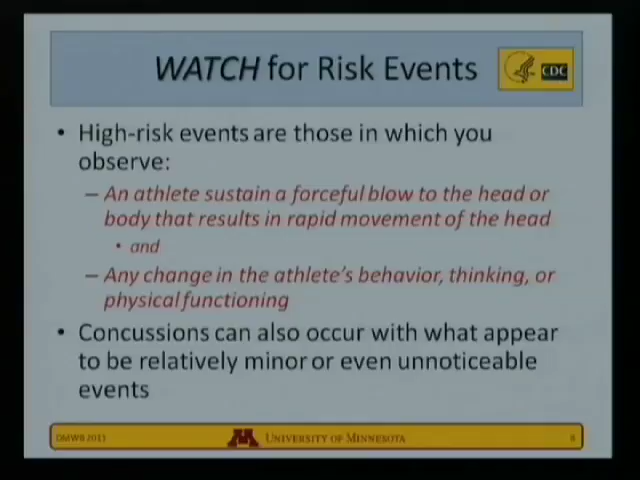 WATCH for Risk Events
CDC
• High-risk events are those in which you
observe:
– An athlete sustain a forceful blow to the head or
body that results in rapid movement of the head
• and
– Any change in the athlete's behavior, thinking, or
physical functioning
• Concussions can also occur with what appear
to be relatively minor or even unnoticeable
events
DMWB 2013
M
UNIVERSITY OF MINNESOTA
8